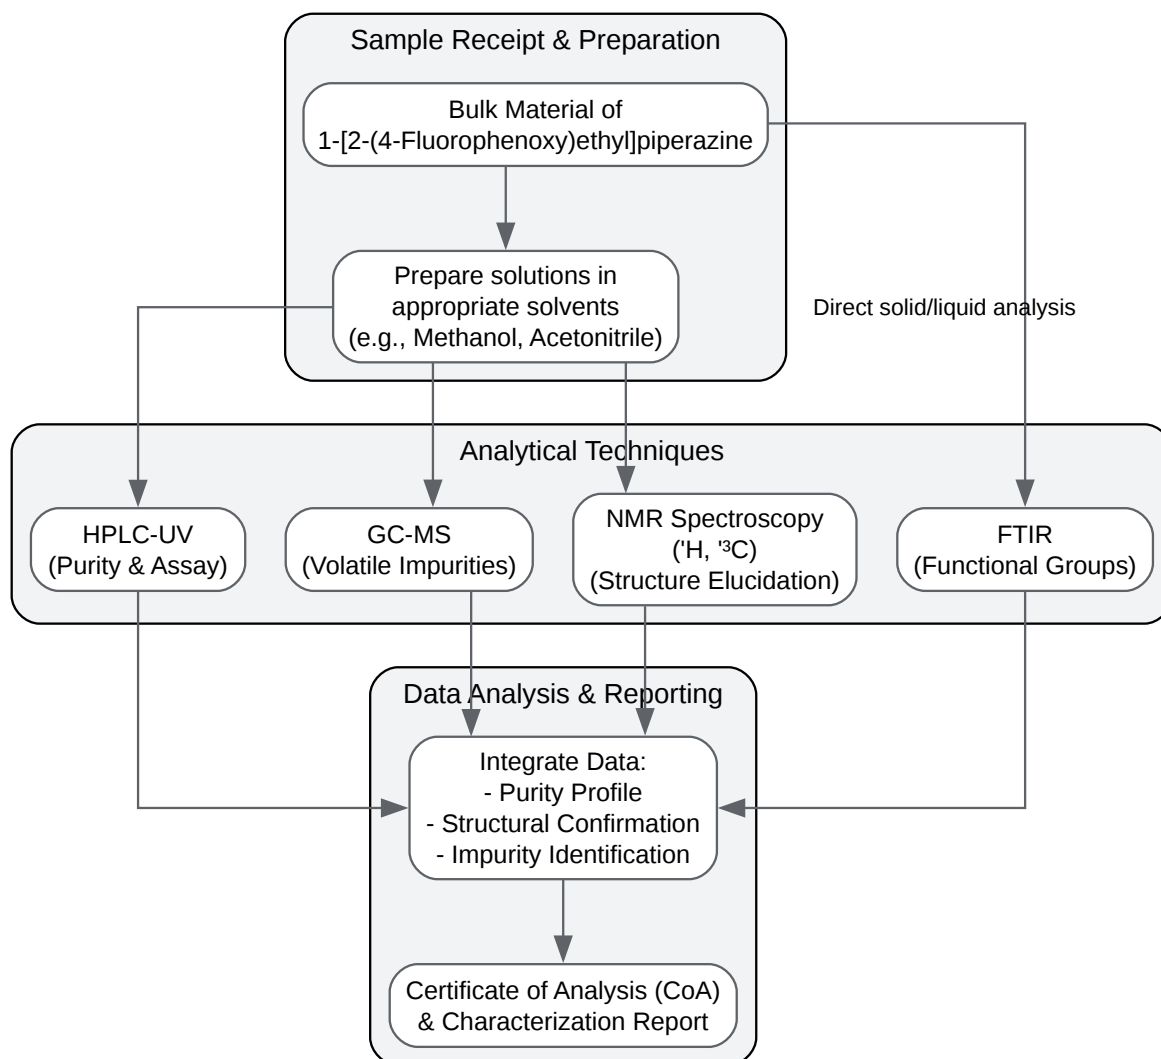 Sample Receipt & Preparation
Bulk Material of
1-[2-(4-Fluorophenoxy)ethyl]piperazine
Prepare solutions in
appropriate solvents
(e.g., Methanol, Acetonitrile)
Direct solid/liquid analysis
Analytical Techniques
HPLC-UV
(Purity & Assay)
GC-MS
(Volatile Impurities)
NMR Spectroscopy
('H, '³C)
(Structure Elucidation)
FTIR
(Functional Groups)
Data Analysis & Reporting
Integrate Data:
- Purity Profile
- Structural Confirmation
- Impurity Identification
Certificate of Analysis (CoA)
& Characterization Report